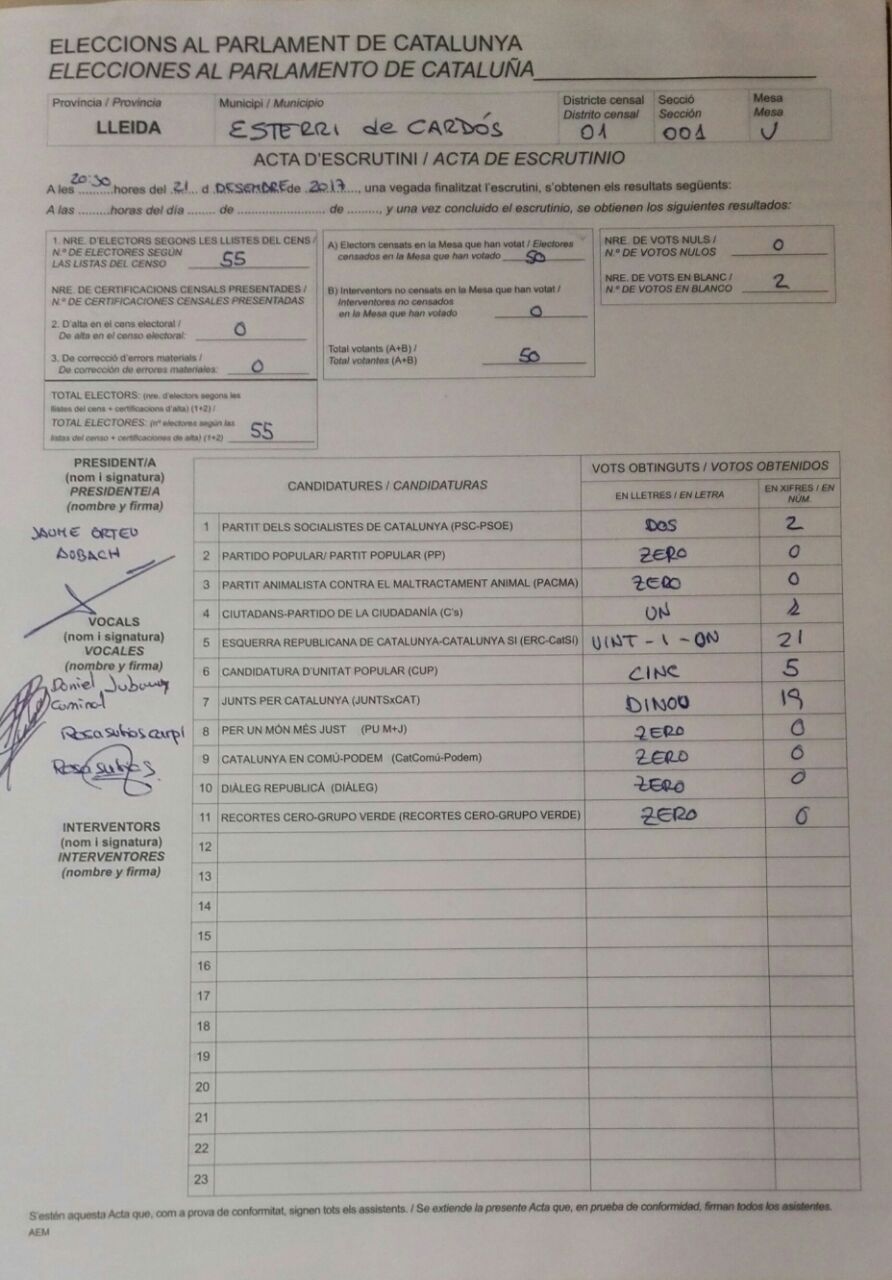 ELECCIONS AL PARLAMENT DE CATALUNYA
ELECCIONES AL PARLAMENTO DE CATALUÑA
Província / Provincia
LLEIDA
Municipi / Municipio
ESTERRI de CARDÓS
Districte censal
Distrito censal
01
Secció
Sección
001
Mesa
Mesa
U
ACTA D'ESCRUTINI / ACTA DE ESCRUTINIO
A les 20:30 hores del 21 d DESEMBRE de 2017, una vegada finalitzat l'escrutini, s'obtenen els resultats següents:
A las .........horas del día ....... de ....................... de ........, y una vez concluido el escrutinio, se obtienen los siguientes resultados:
1. NRE. D'ELECTORS SEGONS LES LLISTES DEL CENS /
N.º DE ELECTORES SEGÚN
LAS LISTAS DEL CENSO 55
NRE. DE CERTIFICACIONS CENSALS PRESENTADES /
N.º DE CERTIFICACIONES CENSALES PRESENTADAS
2. D'alta en el cens electoral /
De alta en el censo electoral: 0
3. De correcció d'errors materials /
De corrección de errores materiales: 0
TOTAL ELECTORS: (nre. d'electors segons les
llistes del cens + certificacions d'alta) (1+2) /
TOTAL ELECTORES: (nº electores según las
listas del censo + certificaciones de alta) (1+2) 55
A) Electors censats en la Mesa que han votat / Electores
censados en la Mesa que han votado 50
B) Interventors no censats en la Mesa que han votat /
Interventores no censados
en la Mesa que han votado 0
Total votants (A+B) /
Total votantes (A+B) 50
NRE. DE VOTS NULS /
N.º DE VOTOS NULOS 0
NRE. DE VOTS EN BLANC /
N.º DE VOTOS EN BLANCO 2
PRESIDENT/A
(nom i signatura)
PRESIDENTE/A
(nombre y firma)
JAUME ORTEU
VOCALS
(nom i signatura)
VOCALES
(nombre y firma)
Daniel
Rosa
Rosa
INTERVENTORS
(nom i signatura)
INTERVENTORES
(nombre y firma)
CANDIDATURES / CANDIDATURAS
VOTS OBTINGUTS / VOTOS OBTENIDOS
EN LLETRES / EN LETRA
EN XIFRES / EN
NÚM.
1 PARTIT DELS SOCIALISTES DE CATALUNYA (PSC-PSOE) DOS 2
2 PARTIDO POPULAR/ PARTIT POPULAR (PP) ZERO 0
3 PARTIT ANIMALISTA CONTRA EL MALTRACTAMENT ANIMAL (PACMA) ZERO 0
4 CIUTADANS-PARTIDO DE LA CIUDADANÍA (C's) UN
5 ESQUERRA REPUBLICANA DE CATALUNYA-CATALUNYA SI (ERC-CatSí) VINT-I-UN 21
6 CANDIDATURA D'UNITAT POPULAR (CUP) CINC 5
7 JUNTS PER CATALUNYA (JUNTSxCAT) DINOU 19
8 PER UN MÓN MÉS JUST (PU M+J) ZERO 0
9 CATALUNYA EN COMÚ-PODEM (CatComú-Podem) ZERO 0
10 DIÀLEG REPUBLICÀ (DIÀLEG) ZERO 0
11 RECORTES CERO-GRUPO VERDE (RECORTES CERO-GRUPO VERDE) ZERO 0
12
13
14
15
16
17
18
19
20
21
22
23
S'estén aquesta Acta que, com a prova de conformitat, signen tots els assistents. / Se extiende la presente Acta que, en prueba de conformidad, firman todos los asistentes.
AEM